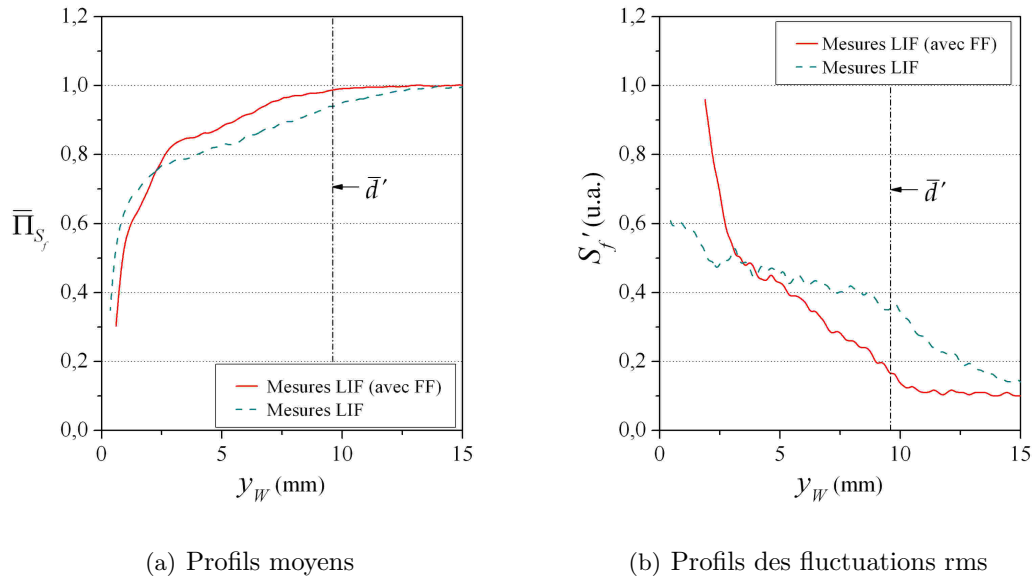 1,2
1,0
0,8
0,6
0,4
0,2
0,0
Π̅_{S_f}
d̄′
Mesures LIF (avec FF)
Mesures LIF
0 5 10 15
y_W (mm)
(a) Profils moyens
1,2
1,0
0,8
0,6
0,4
0,2
0,0
S_f' (u.a.)
Mesures LIF (avec FF)
Mesures LIF
d̄′
0 5 10 15
y_W (mm)
(b) Profils des fluctuations rms